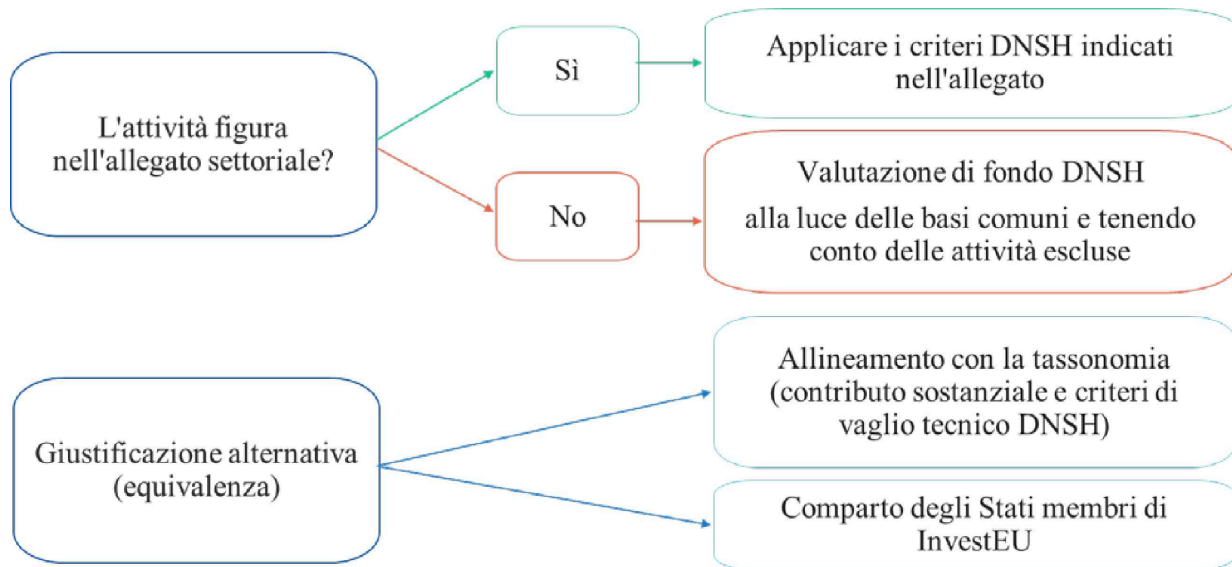 L'attività figura
nell'allegato settoriale?
Sì
Applicare i criteri DNSH indicati
nell'allegato
No
Valutazione di fondo DNSH
alla luce delle basi comuni e tenendo
conto delle attività escluse
Giustificazione alternativa
(equivalenza)
Allineamento con la tassonomia
(contributo sostanziale e criteri di
vaglio tecnico DNSH)
Comparto degli Stati membri di
InvestEU